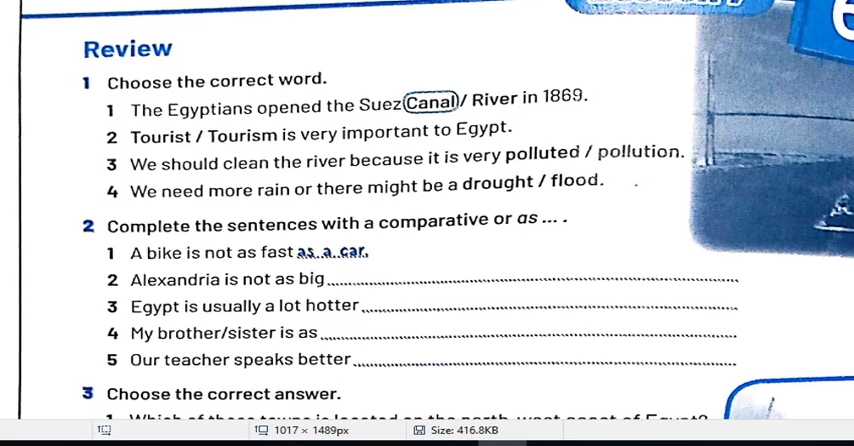 Review
1 Choose the correct word.
1 The Egyptians opened the Suez Canal / River in 1869.
2 Tourist / Tourism is very important to Egypt.
3 We should clean the river because it is very polluted / pollution.
4 We need more rain or there might be a drought / flood.
2 Complete the sentences with a comparative or as ... .
1 A bike is not as fast as a car.
2 Alexandria is not as big
3 Egypt is usually a lot hotter
4 My brother/sister is as
5 Our teacher speaks better
3 Choose the correct answer.
1017 × 1489px Size: 416.8KB